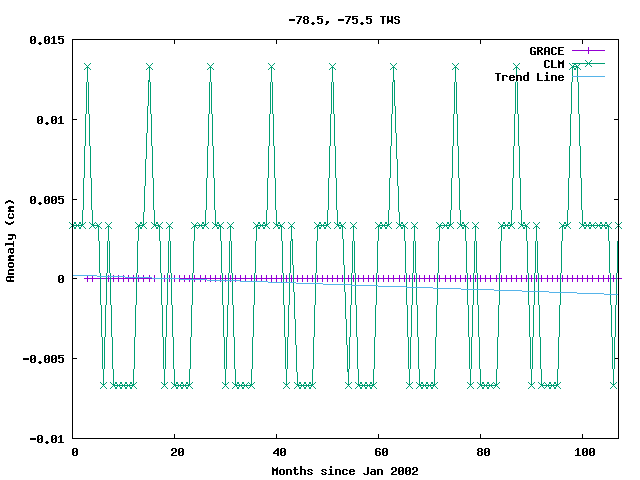 -78.5, -75.5 TWS
0.015
GRACE
CLM
Trend Line
0.01
0.005
Anomaly (cm)
0
-0.005
-0.01
0 20 40 60 80 100
Months since Jan 2002